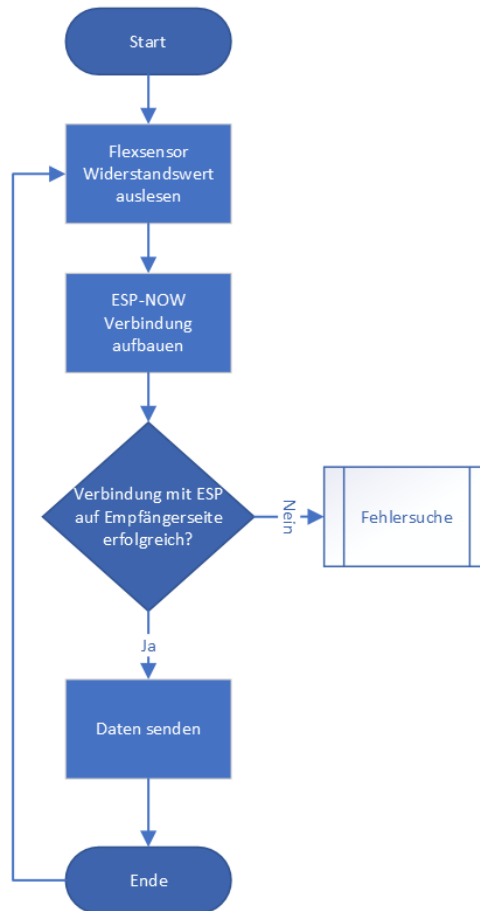 Start
Flexsensor
Widerstandswert
auslesen
ESP-NOW
Verbindung
aufbauen
Verbindung mit ESP
auf Empfängerseite
erfolgreich?
Nein
Fehlersuche
Ja
Daten senden
Ende